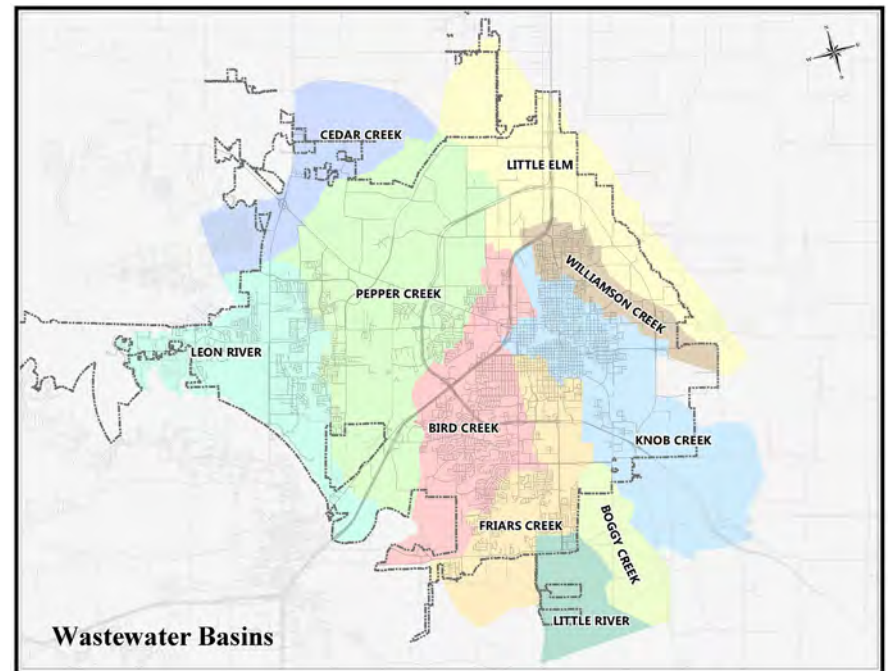 CEDAR CREEK
LITTLE ELM
WILLIAMSON CREEK
PEPPER CREEK
LEON RIVER
BIRD CREEK
KNOB CREEK
FRIARS CREEK
BOGGY CREEK
LITTLE RIVER
Wastewater Basins